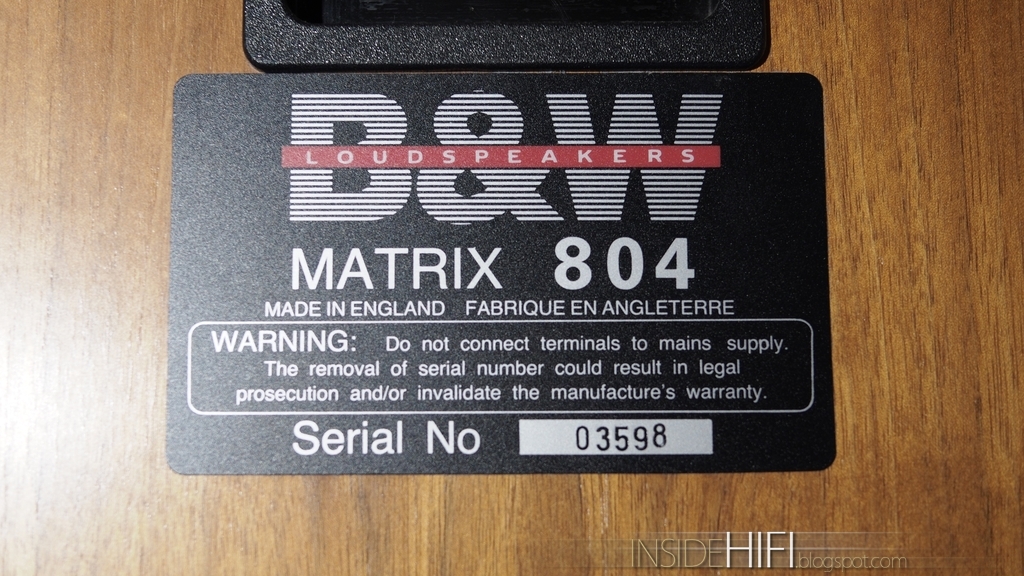 B&W
LOUDSPEAKERS
MATRIX 804
MADE IN ENGLAND FABRIQUE EN ANGLETERRE
WARNING: Do not connect terminals to mains supply.
The removal of serial number could result in legal
prosecution and/or invalidate the manufacture's warranty.
Serial No 03598
INSIDEHIFI.blogspot.com